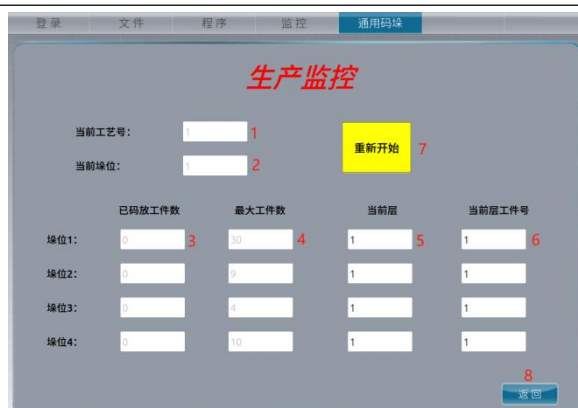 登录 文件 程序 监控 通用码垛
生产监控
当前工艺号： 1 1
重新开始 7
当前垛位： 1 2
已码放工件数 最大工件数 当前层 当前层工件号
垛位1： 0 3 30 4 1 5 1 6
垛位2： 0 9 1 1
垛位3： 0 4 1 1
垛位4： 0 10 1 1
8
返回